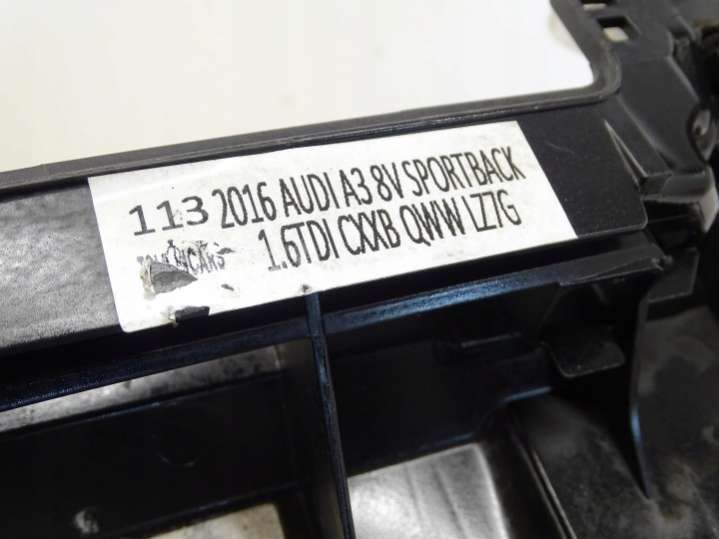 113 2016 AUDI A3 8V SPORTBACK
1.6TDI CXXB QWW LZ7G